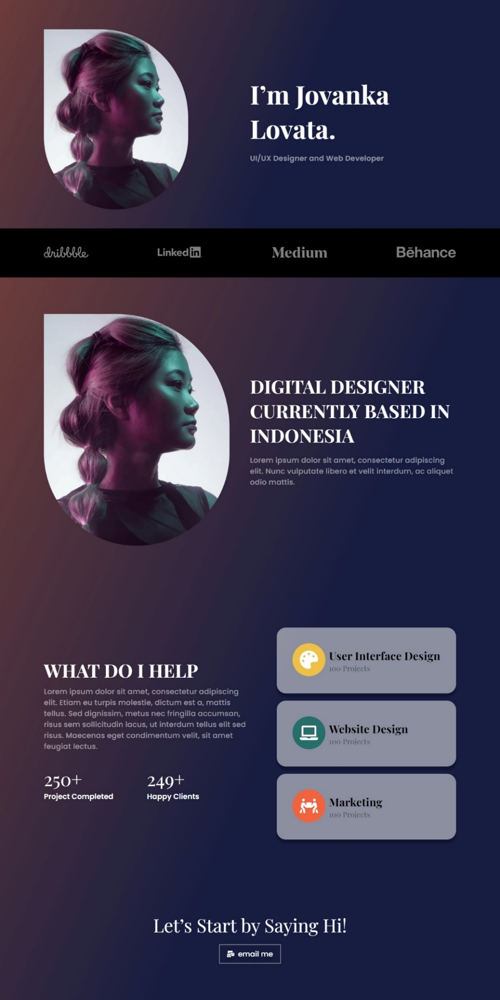 I’m Jovanka
Lovata.
UI/UX Designer and Web Developer
dribbble
Linkedin
Medium
Bēhance
DIGITAL DESIGNER
CURRENTLY BASED IN
INDONESIA
Lorem ipsum dolor sit amet, consectetur adipiscing
elit. Nunc vulputate libero et velit interdum, ac aliquet
odio mattis.
WHAT DO I HELP
Lorem ipsum dolor sit amet, consectetur adipiscing
elit. Etiam eu turpis molestie, dictum est a, mattis
tellus. Sed dignissim, metus nec fringilla accumsan,
risus sem sollicitudin lacus, ut interdum tellus elit sed
risus. Maecenas eget condimentum velit, sit amet
feugiat lectus.
250+
Project Completed
249+
Happy Clients
User Interface Design
100 Projects
Website Design
100 Projects
Marketing
100 Projects
Let’s Start by Saying Hi!
email me